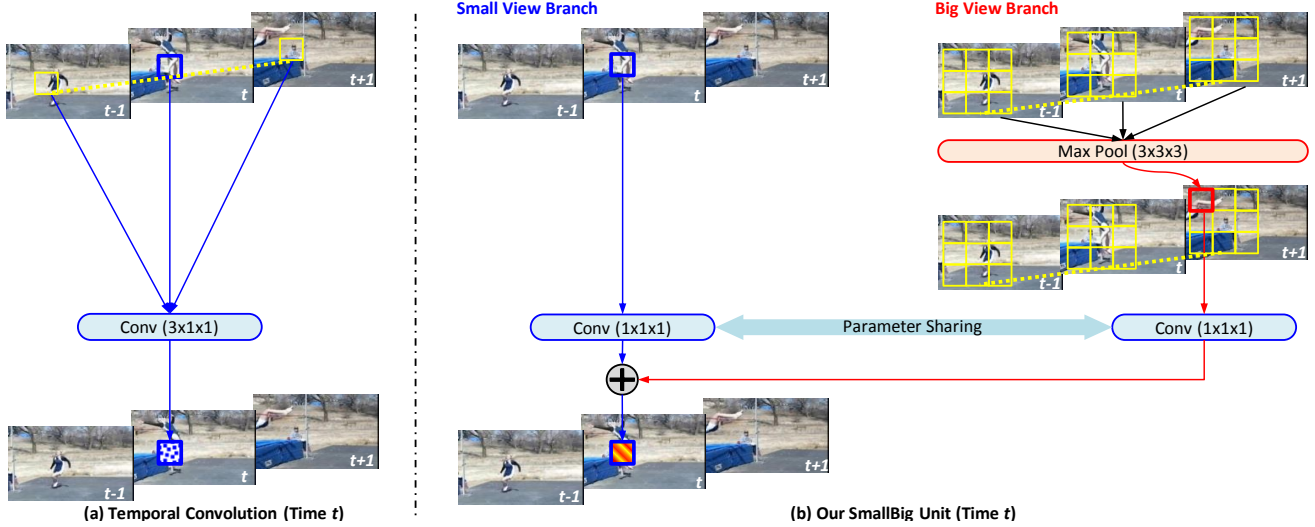 Small View Branch
Big View Branch
t-1
t
t+1
t-1
t
t+1
t-1
t
t+1
Max Pool (3x3x3)
t-1
t
t+1
Conv (3x1x1)
Conv (1x1x1)
Parameter Sharing
Conv (1x1x1)
t-1
t
t+1
t-1
t
t+1
(a) Temporal Convolution (Time t)
(b) Our SmallBig Unit (Time t)